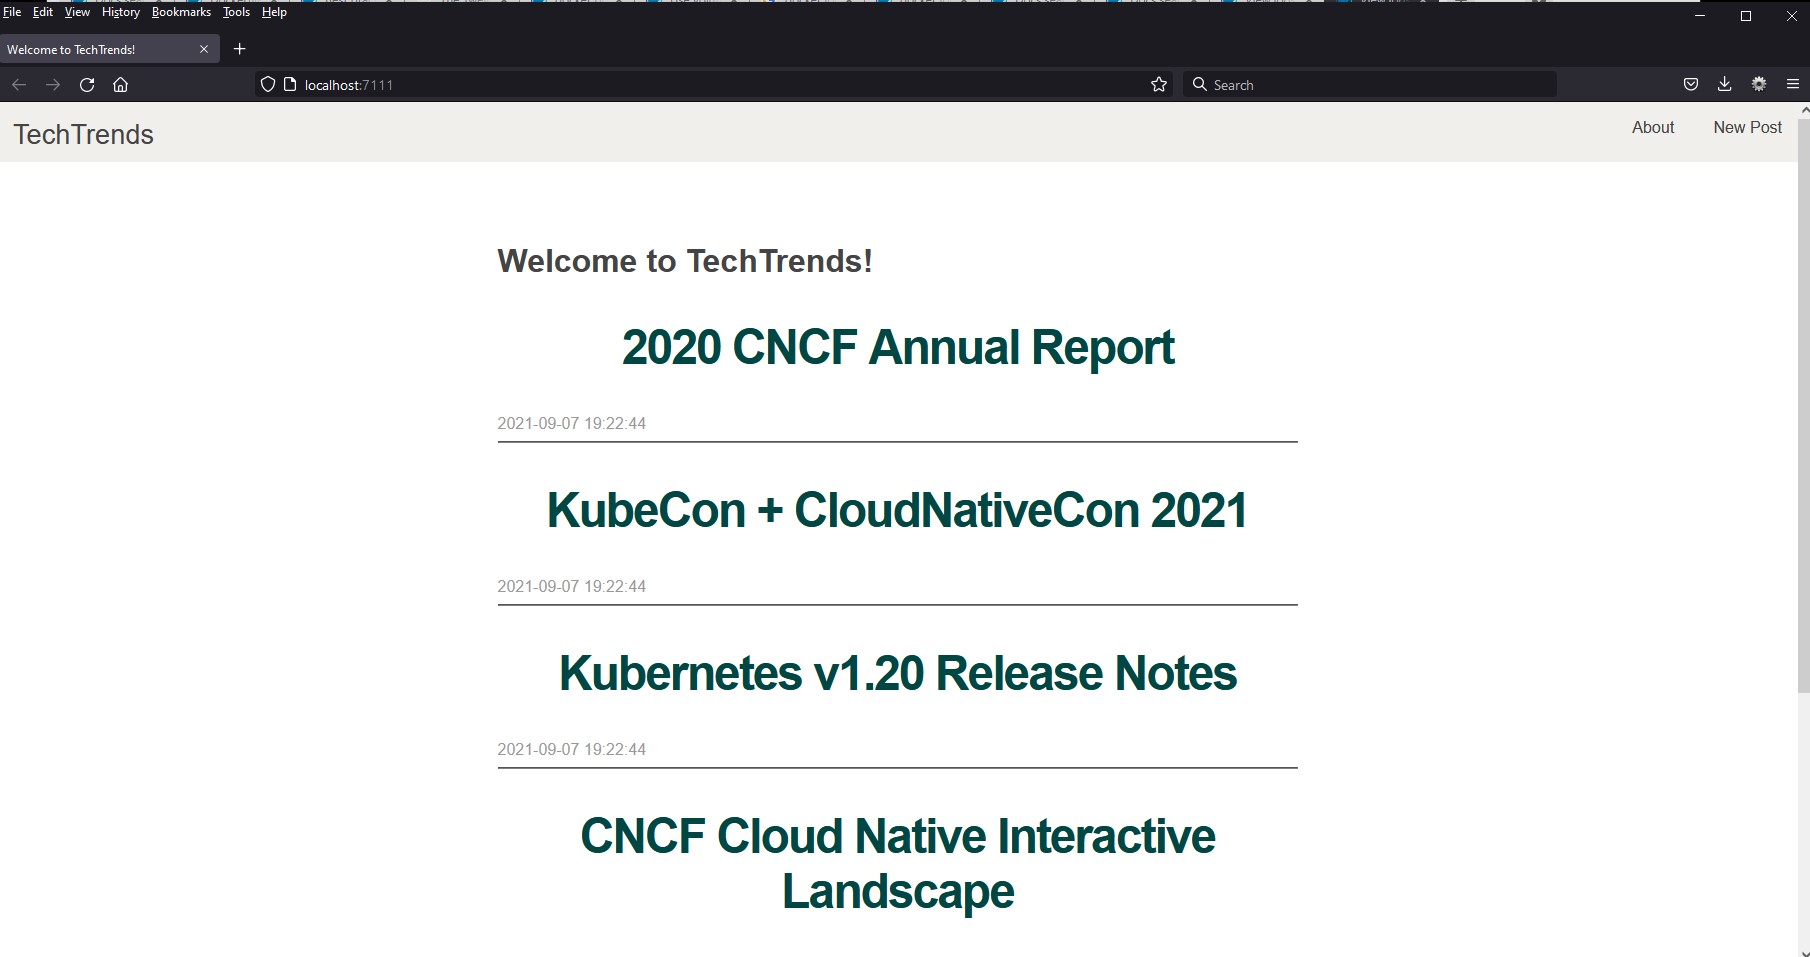 File Edit View History Bookmarks Tools Help
Welcome to TechTrends!
localhost:7111
Search
TechTrends
About
New Post
Welcome to TechTrends!
2020 CNCF Annual Report
2021-09-07 19:22:44
KubeCon + CloudNativeCon 2021
2021-09-07 19:22:44
Kubernetes v1.20 Release Notes
2021-09-07 19:22:44
CNCF Cloud Native Interactive
Landscape